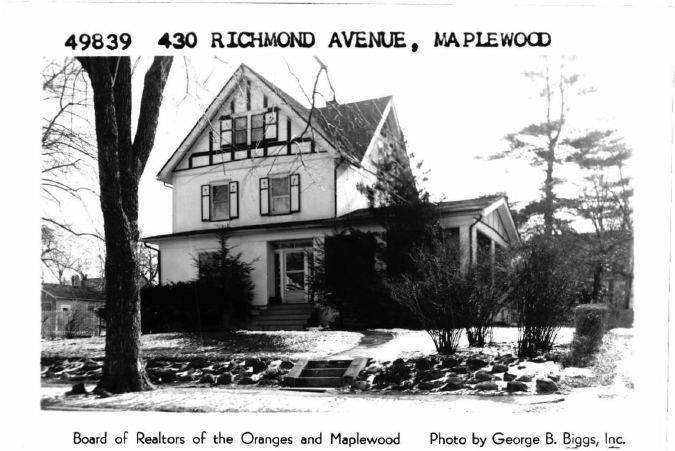 49839 430 RICHMOND AVENUE, MAPLEWOOD
Board of Realtors of the Oranges and Maplewood Photo by George B. Biggs, Inc.